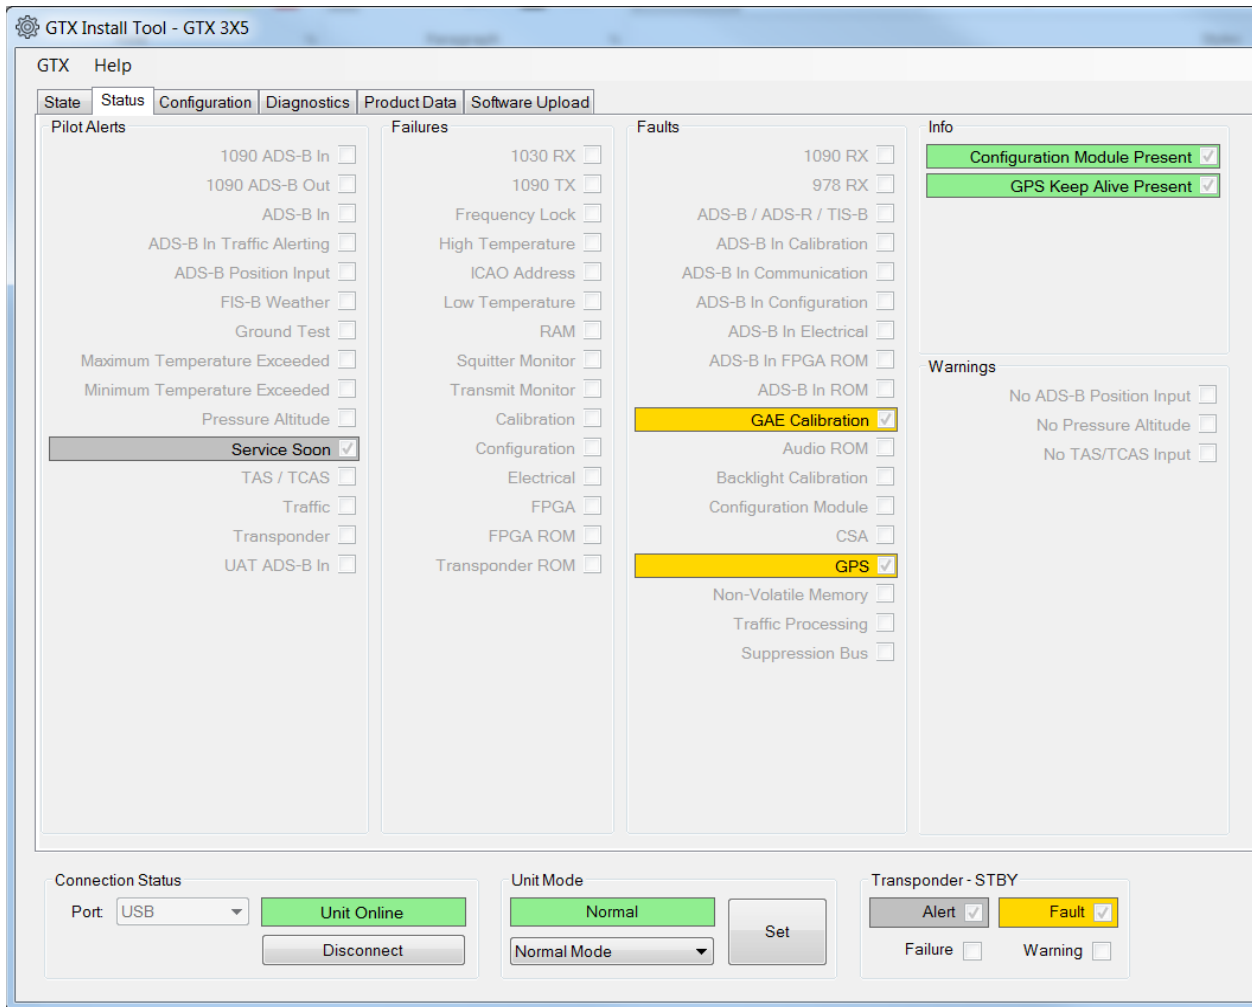 GTX Install Tool - GTX 3X5
GTX Help
State Status Configuration Diagnostics Product Data Software Upload
Pilot Alerts
1090 ADS-B In
1090 ADS-B Out
ADS-B In
ADS-B In Traffic Alerting
ADS-B Position Input
FIS-B Weather
Ground Test
Maximum Temperature Exceeded
Minimum Temperature Exceeded
Pressure Altitude
Service Soon
TAS / TCAS
Traffic
Transponder
UAT ADS-B In
Failures
1030 RX
1090 TX
Frequency Lock
High Temperature
ICAO Address
Low Temperature
RAM
Squitter Monitor
Transmit Monitor
Calibration
Configuration
Electrical
FPGA
FPGA ROM
Transponder ROM
Faults
1090 RX
978 RX
ADS-B / ADS-R / TIS-B
ADS-B In Calibration
ADS-B In Communication
ADS-B In Configuration
ADS-B In Electrical
ADS-B In FPGA ROM
ADS-B In ROM
GAE Calibration
Audio ROM
Backlight Calibration
Configuration Module
CSA
GPS
Non-Volatile Memory
Traffic Processing
Suppression Bus
Info
Configuration Module Present
GPS Keep Alive Present
Warnings
No ADS-B Position Input
No Pressure Altitude
No TAS/TCAS Input
Connection Status
Port: USB
Unit Online
Disconnect
Unit Mode
Normal
Normal Mode
Set
Transponder - STBY
Alert
Fault
Failure
Warning